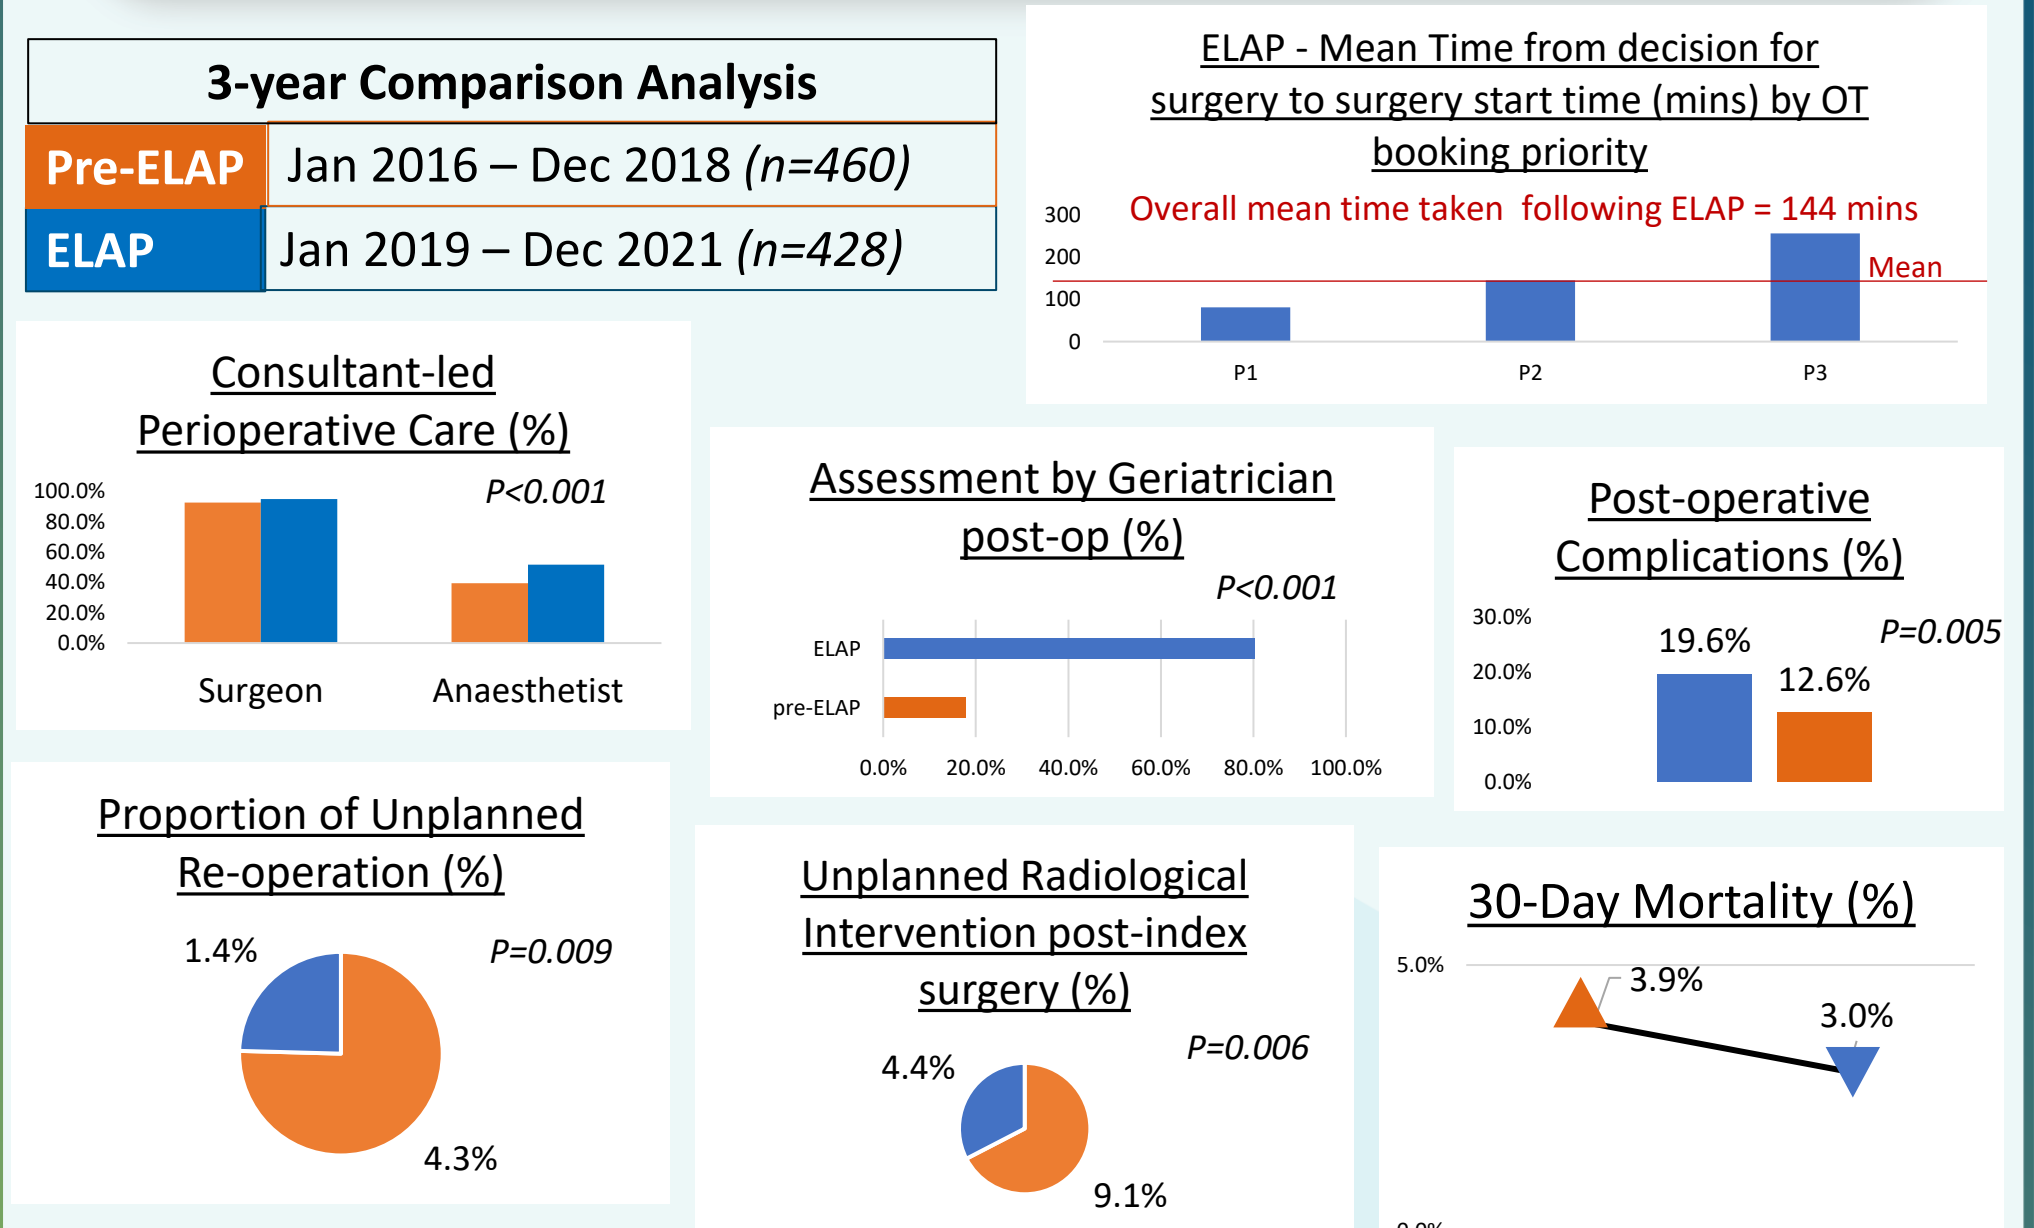 3-year Comparison Analysis
Pre-ELAP Jan 2016 – Dec 2018 (n=460)
ELAP Jan 2019 – Dec 2021 (n=428)
ELAP - Mean Time from decision for
surgery to surgery start time (mins) by OT
booking priority
Overall mean time taken following ELAP = 144 mins
300
200
100
0
Mean
P1 P2 P3
Consultant-led
Perioperative Care (%)
P<0.001
100.0%
80.0%
60.0%
40.0%
20.0%
0.0%
Surgeon Anaesthetist
Assessment by Geriatrician
post-op (%)
P<0.001
ELAP
pre-ELAP
0.0% 20.0% 40.0% 60.0% 80.0% 100.0%
Post-operative
Complications (%)
P=0.005
30.0%
20.0%
10.0%
0.0%
19.6%
12.6%
Proportion of Unplanned
Re-operation (%)
1.4%
P=0.009
4.3%
Unplanned Radiological
Intervention post-index
surgery (%)
P=0.006
4.4%
9.1%
30-Day Mortality (%)
5.0%
3.9%
3.0%